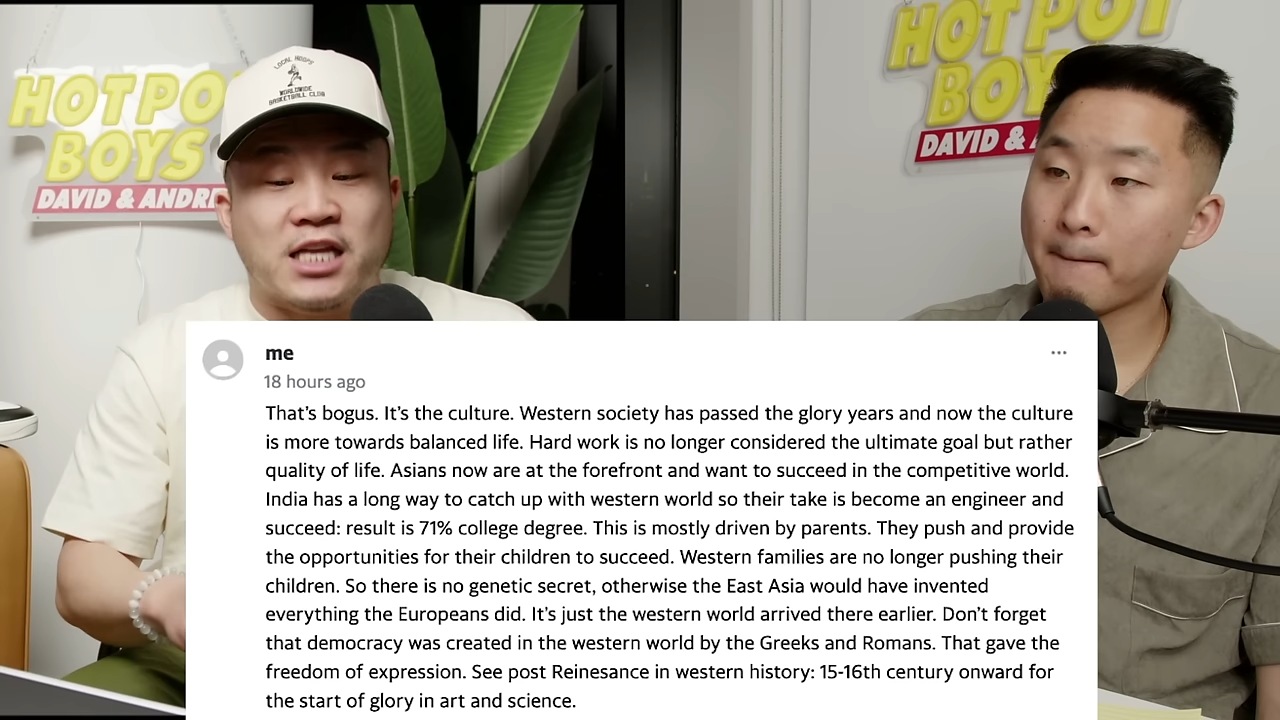 HOT PO
BOYS
DAVID & ANDR
LOCAL HOOPS
WORLDWIDE
BASKETBALL CLUB
HOT POT
BOY
DAVID &
me
18 hours ago
That's bogus. It's the culture. Western society has passed the glory years and now the culture
is more towards balanced life. Hard work is no longer considered the ultimate goal but rather
quality of life. Asians now are at the forefront and want to succeed in the competitive world.
India has a long way to catch up with western world so their take is become an engineer and
succeed: result is 71% college degree. This is mostly driven by parents. They push and provide
the opportunities for their children to succeed. Western families are no longer pushing their
children. So there is no genetic secret, otherwise the East Asia would have invented
everything the Europeans did. It's just the western world arrived there earlier. Don't forget
that democracy was created in the western world by the Greeks and Romans. That gave the
freedom of expression. See post Reinesance in western history: 15-16th century onward for
the start of glory in art and science.